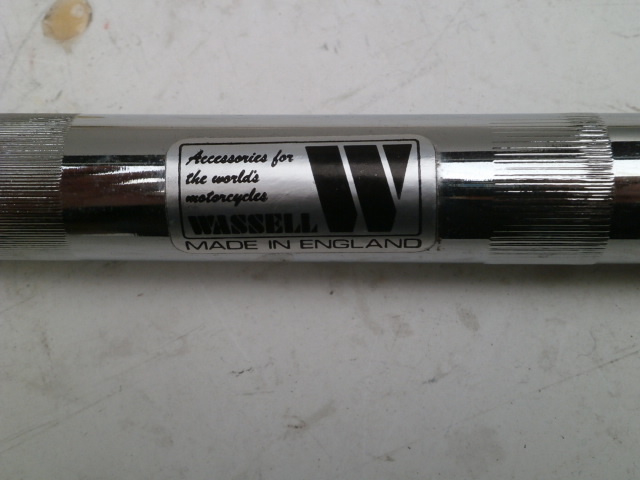 Accessories for
the world's
motorcycles
W
WASSELL
MADE IN ENGLAND